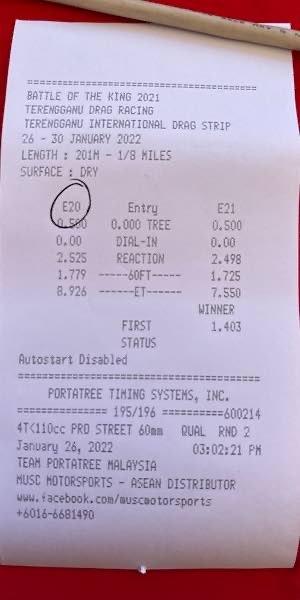 ==================================
BATTLE OF THE KING 2021
TERENGGANU DRAG RACING
TERENGGANU INTERNATIONAL DRAG STRIP
26 - 30 JANUARY 2022
LENGTH : 201M - 1/8 MILES
SURFACE : DRY
E20 Entry E21
0.500 0.000 TREE 0.500
0.00 DIAL-IN 0.00
2.525 REACTION 2.498
1.779 -----60FT----- 1.725
8.926 ------ET------ 7.550
WINNER
FIRST 1.403
STATUS
Autostart Disabled
====================================
PORTATREE TIMING SYSTEMS, INC.
============== 195/196 ==========600214
4T<110cc PRO STREET 60mm QUAL RND 2
January 26, 2022 03:02:21 PM
TEAM PORTATREE MALAYSIA
MUSC MOTORSPORTS - ASEAN DISTRIBUTOR
www.facebook.com/muscmotorsports
+6016-6681490